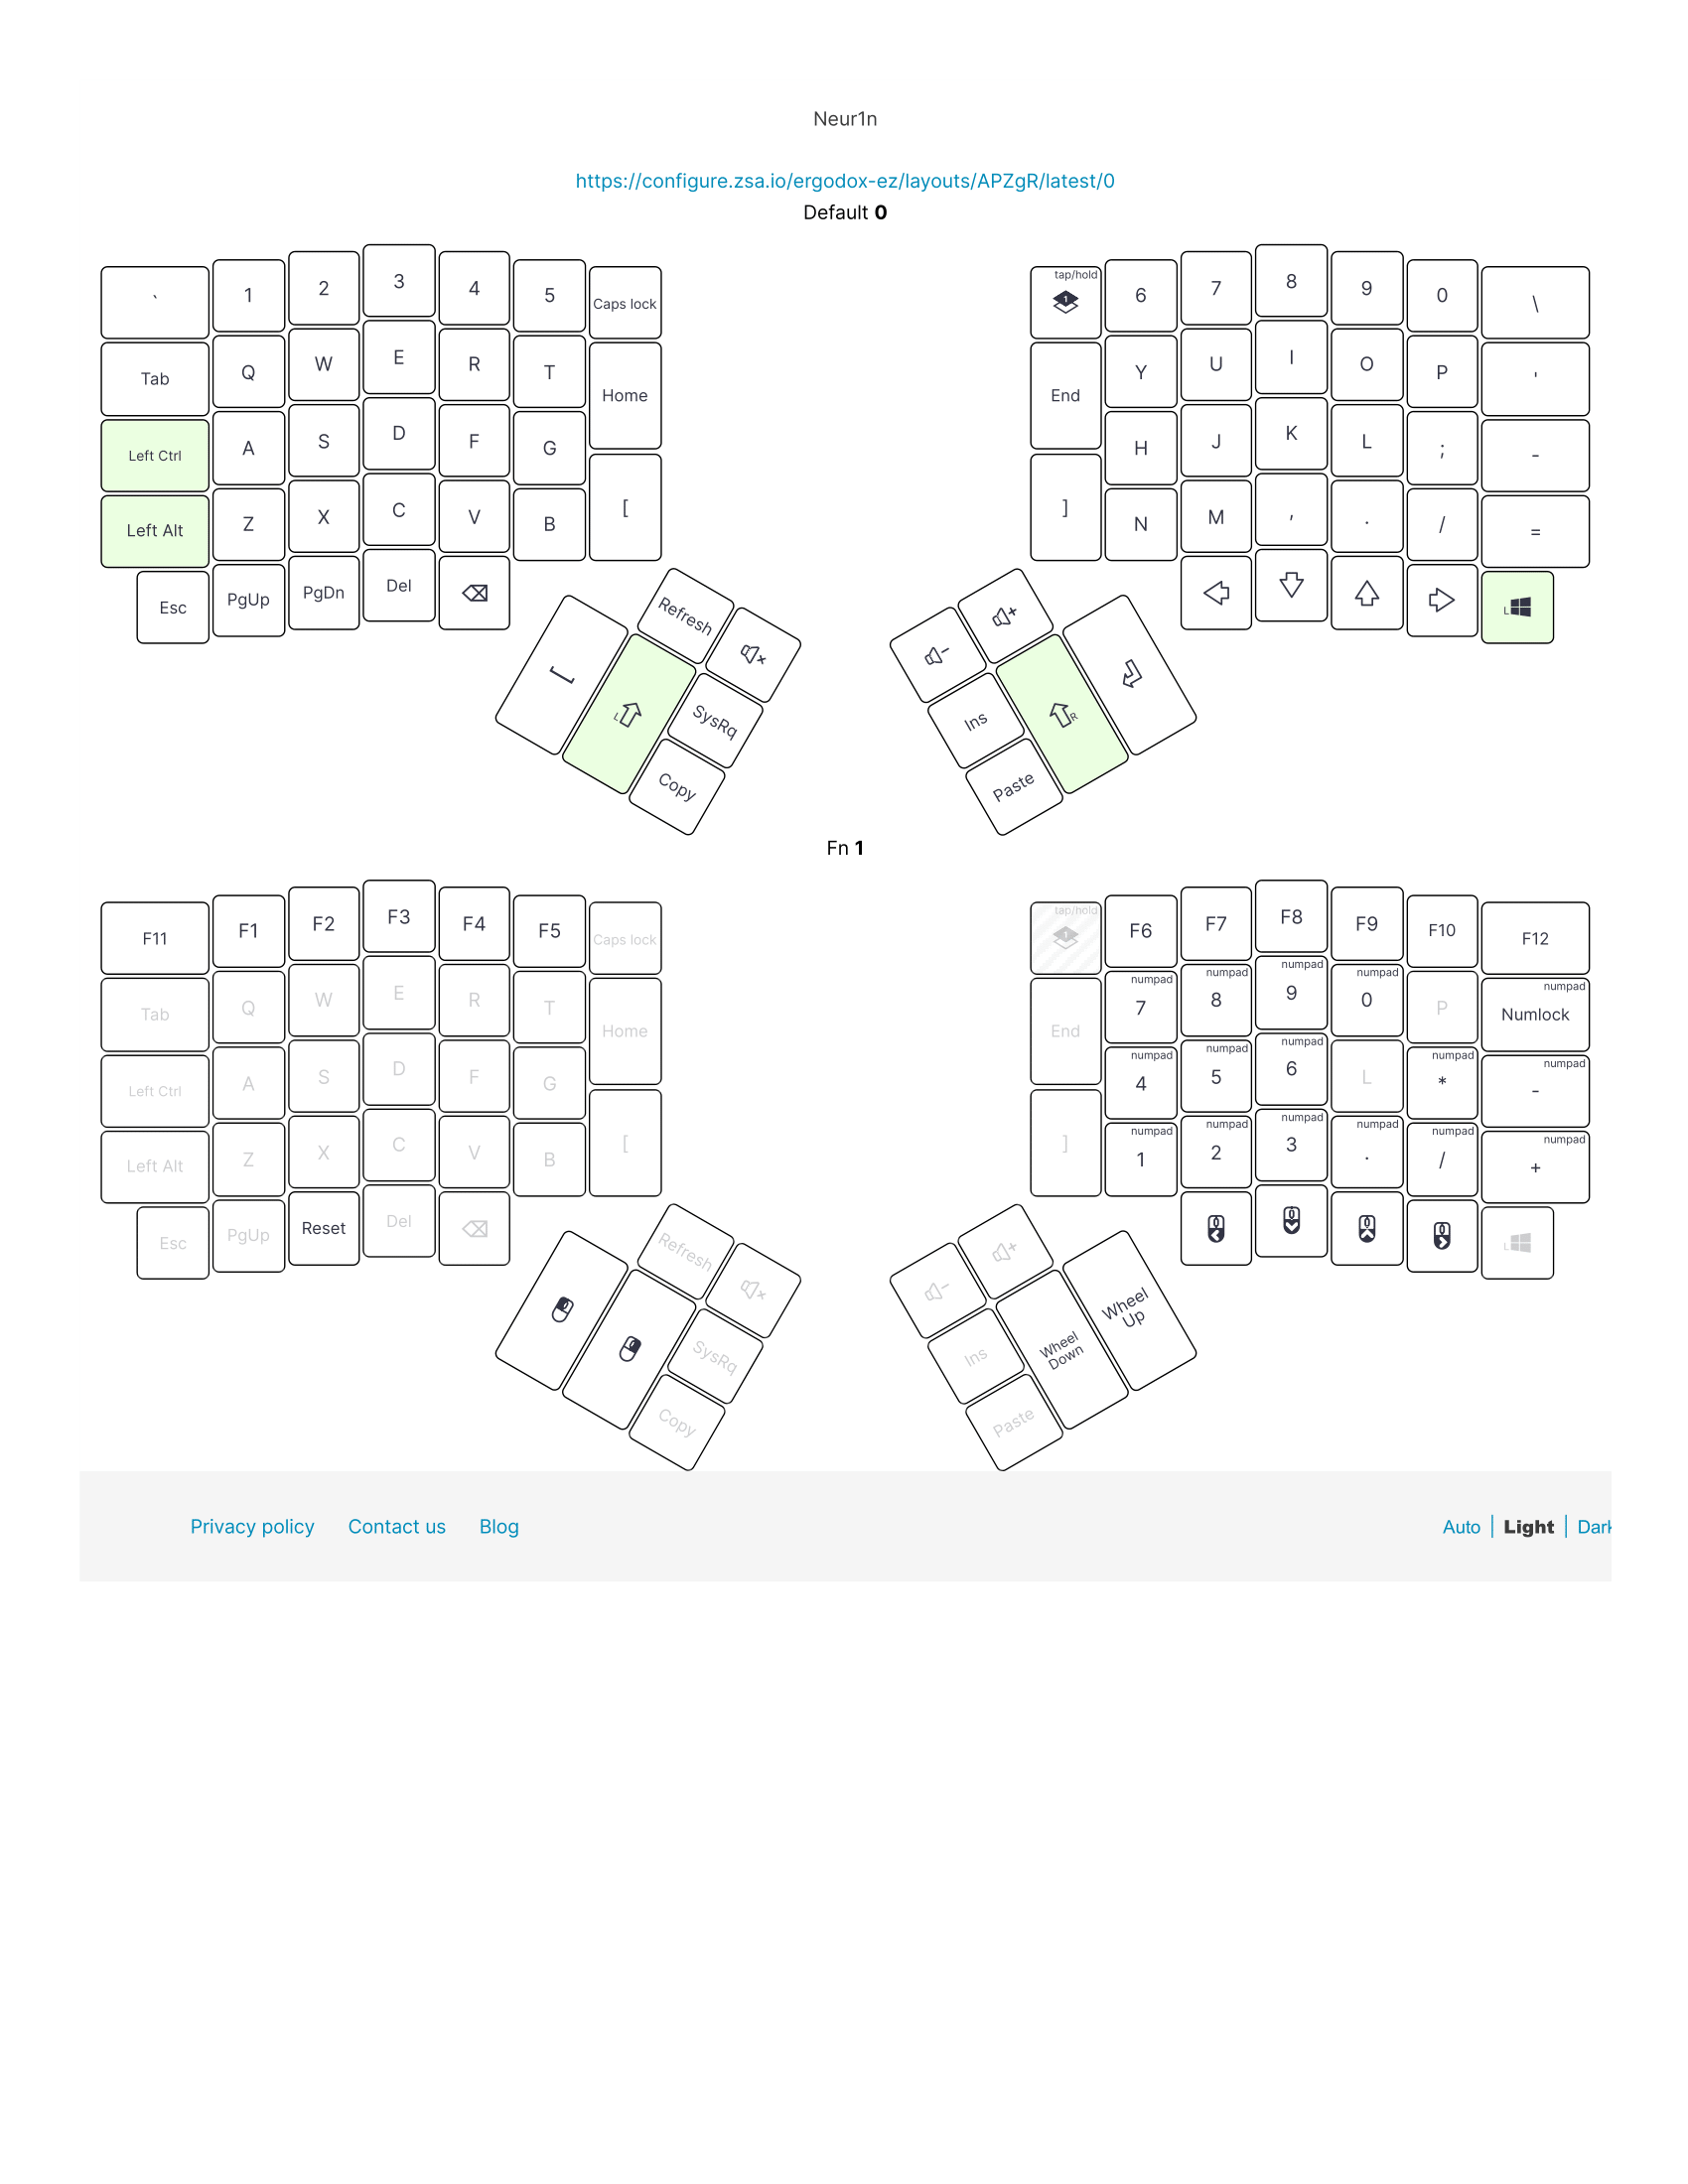 Neur1n
https://configure.zsa.io/ergodox-ez/layouts/APZgR/latest/0
Default 0
` 1 2 3 4 5 Caps lock tap/hold 1 6 7 8 9 0 \
Tab Q W E R T Home End Y U I O P '
Left Ctrl A S D F G H J K L ; -
Left Alt Z X C V B [ ] N M , . / =
Esc PgUp PgDn Del L
Refresh
L SysRq Ins R
Copy Paste
Fn 1
F11 F1 F2 F3 F4 F5 Caps lock tap/hold 1 F6 F7 F8 F9 F10 F12
Tab Q W E R T Home End numpad 7 numpad 8 numpad 9 numpad 0 P numpad Numlock
Left Ctrl A S D F G numpad 4 numpad 5 numpad 6 L numpad * numpad -
Left Alt Z X C V B [ ] numpad 1 numpad 2 numpad 3 numpad . numpad / numpad +
Esc PgUp Reset Del L
Refresh Wheel Up
SysRq Ins Wheel Down
Copy Paste
Privacy policy Contact us Blog Auto | Light | Dark